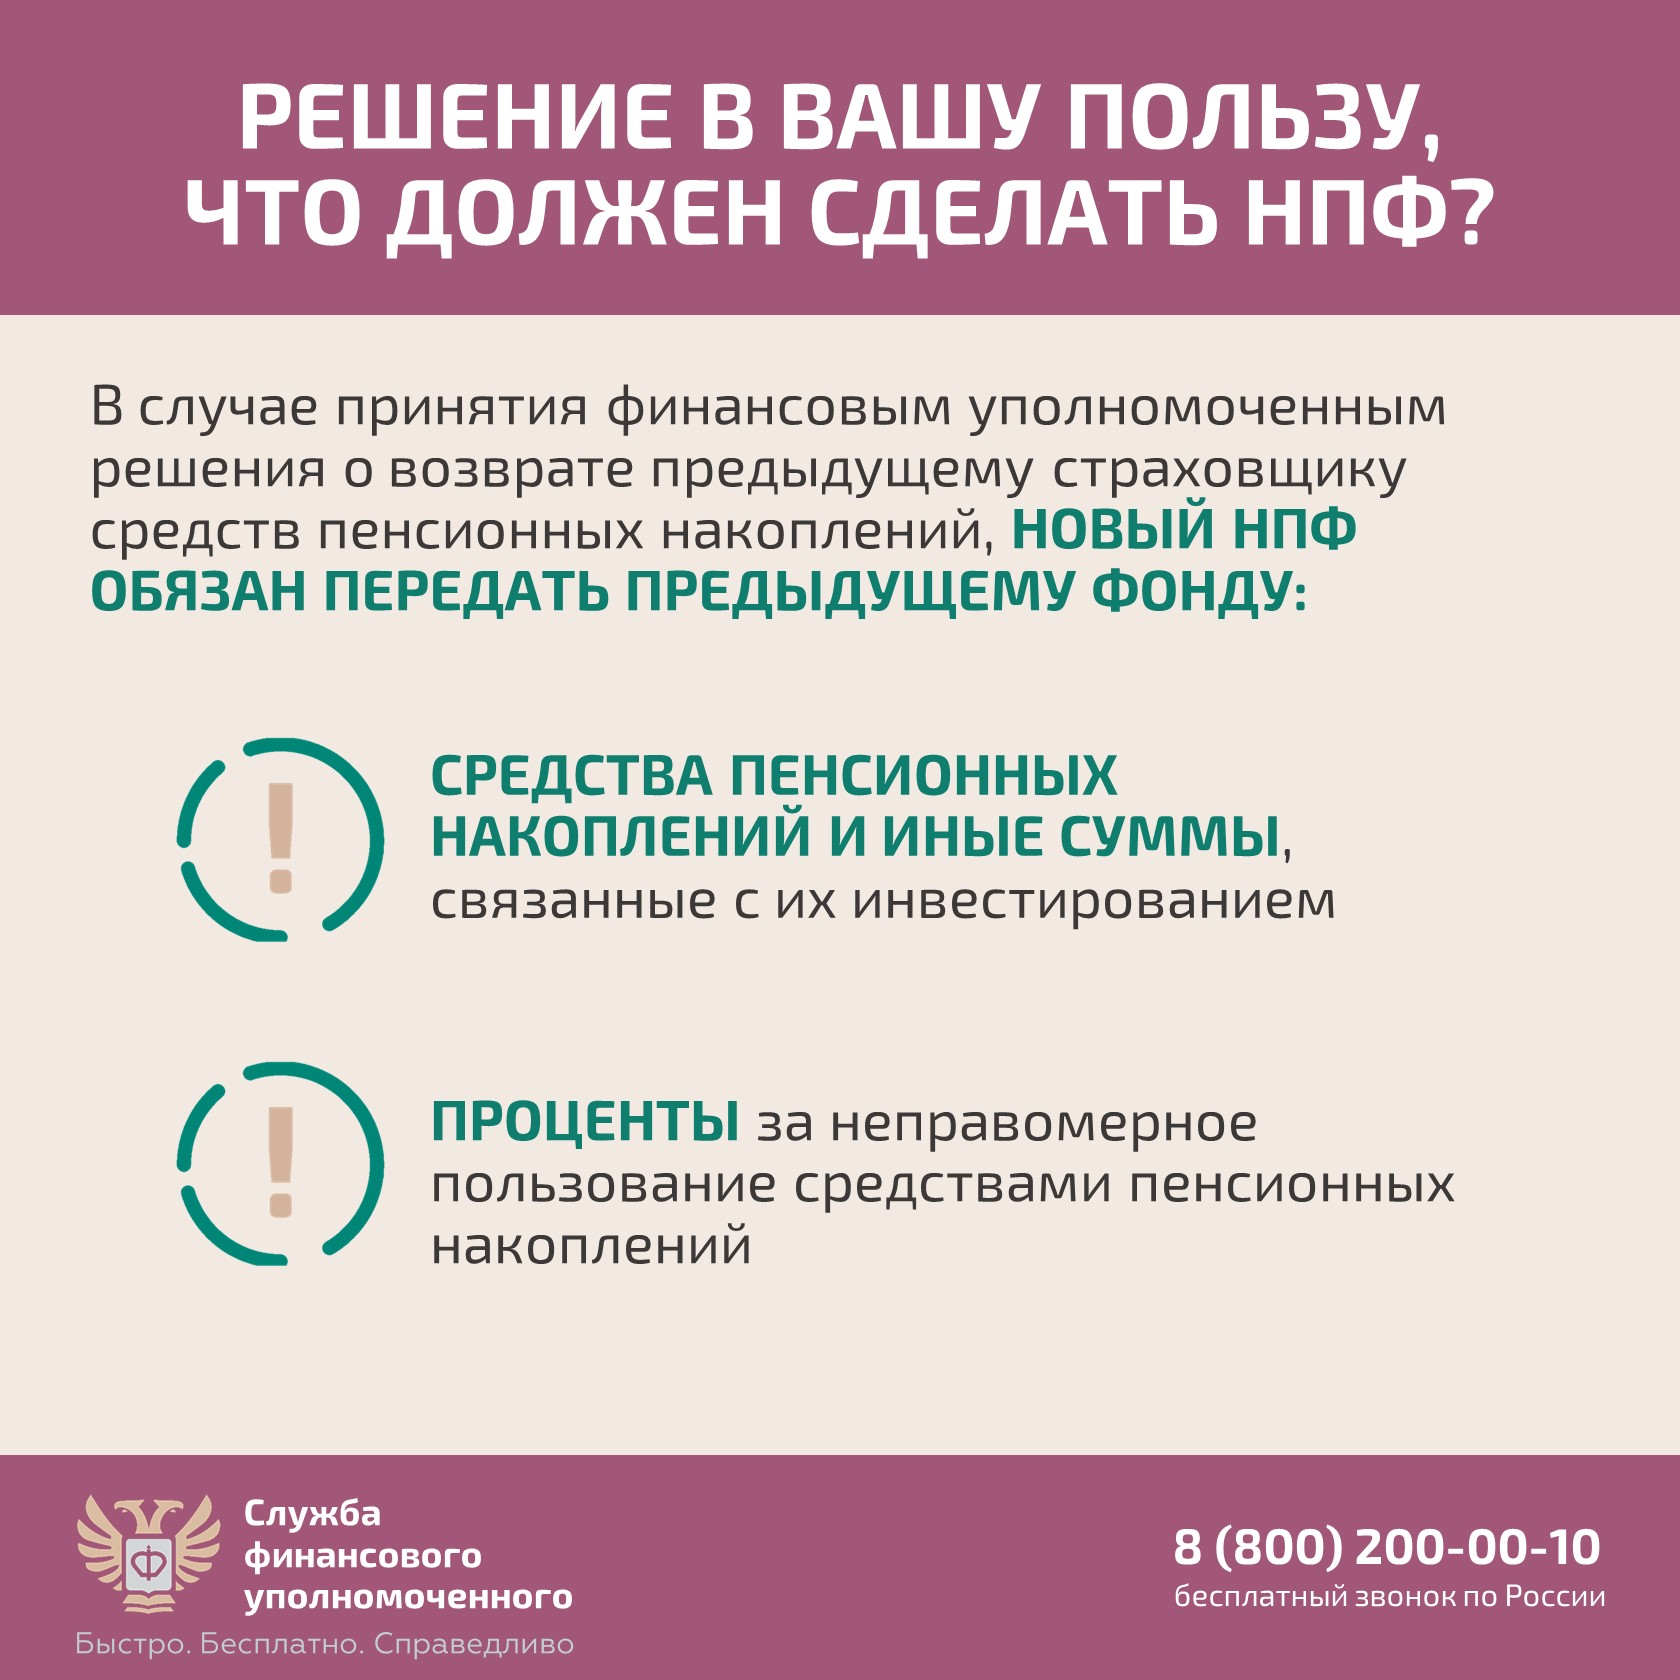 РЕШЕНИЕ В ВАШУ ПОЛЬЗУ,
ЧТО ДОЛЖЕН СДЕЛАТЬ НПФ?
В случае принятия финансовым уполномоченным
решения о возврате предыдущему страховщику
средств пенсионных накоплений, НОВЫЙ НПФ
ОБЯЗАН ПЕРЕДАТЬ ПРЕДЫДУЩЕМУ ФОНДУ:
СРЕДСТВА ПЕНСИОННЫХ
НАКОПЛЕНИЙ И ИНЫЕ СУММЫ,
связанные с их инвестированием
ПРОЦЕНТЫ за неправомерное
пользование средствами пенсионных
накоплений
Служба
финансового
уполномоченного
Быстро. Бесплатно. Справедливо
8 (800) 200-00-10
бесплатный звонок по России